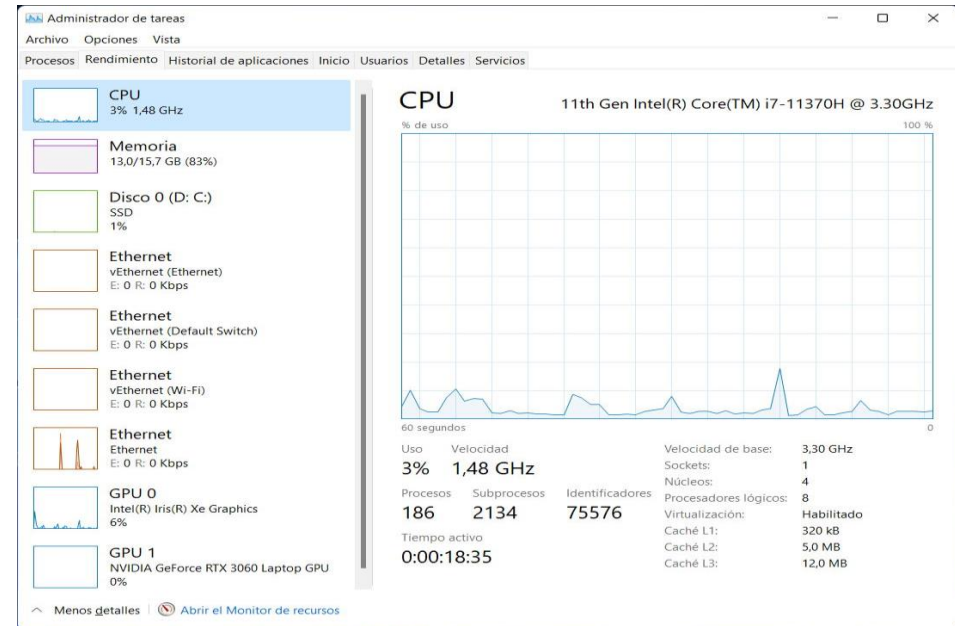 Administrador de tareas
Archivo Opciones Vista
Procesos Rendimiento Historial de aplicaciones Inicio Usuarios Detalles Servicios
CPU
3% 1,48 GHz
Memoria
13,0/15,7 GB (83%)
Disco 0 (D: C:)
SSD
1%
Ethernet
vEthernet (Ethernet)
E: 0 R: 0 Kbps
Ethernet
vEthernet (Default Switch)
E: 0 R: 0 Kbps
Ethernet
vEthernet (Wi-Fi)
E: 0 R: 0 Kbps
Ethernet
Ethernet
E: 0 R: 0 Kbps
GPU 0
Intel(R) Iris(R) Xe Graphics
6%
GPU 1
NVIDIA GeForce RTX 3060 Laptop GPU
0%
CPU 11th Gen Intel(R) Core(TM) i7-11370H @ 3.30GHz
% de uso 100 %
60 segundos 0
Uso Velocidad
3% 1,48 GHz
Procesos Subprocesos Identificadores
186 2134 75576
Tiempo activo
0:00:18:35
Velocidad de base: 3,30 GHz
Sockets: 1
Núcleos: 4
Procesadores lógicos: 8
Virtualización: Habilitado
Caché L1: 320 kB
Caché L2: 5,0 MB
Caché L3: 12,0 MB
Menos detalles Abrir el Monitor de recursos